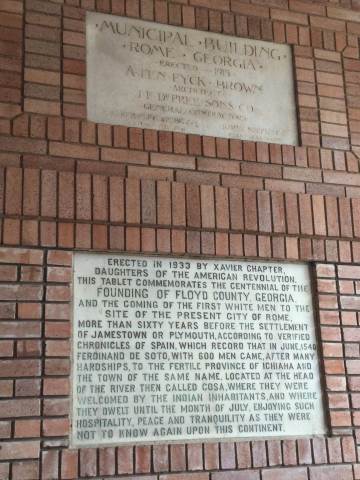 MUNICIPAL BUILDING
ROME GEORGIA
ERECTED 1915
A.TEN EYCK BROWN
ARCHITECT
GENERAL CONTRACTORS
ERECTED IN 1933 BY XAVIER CHAPTER,
DAUGHTERS OF THE AMERICAN REVOLUTION.
THIS TABLET COMMEMORATES THE CENTENNIAL OF THE
FOUNDING OF FLOYD COUNTY, GEORGIA,
AND THE COMING OF THE FIRST WHITE MEN TO THE
SITE OF THE PRESENT CITY OF ROME,
MORE THAN SIXTY YEARS BEFORE THE SETTLEMENT
OF JAMESTOWN OR PLYMOUTH, ACCORDING TO VERIFIED
CHRONICLES OF SPAIN, WHICH RECORD THAT IN JUNE, 1540
FERDINAND DE SOTO, WITH 600 MEN CAME, AFTER MANY
HARDSHIPS, TO THE FERTILE PROVINCE OF ICHIAHA AND
THE TOWN OF THE SAME NAME, LOCATED AT THE HEAD
OF THE RIVER THEN CALLED COSA, WHERE THEY WERE
WELCOMED BY THE INDIAN INHABITANTS, AND WHERE
THEY DWELT UNTIL THE MONTH OF JULY, ENJOYING SUCH
HOSPITALITY, PEACE AND TRANQUILITY AS THEY WERE
NOT TO KNOW AGAIN UPON THIS CONTINENT.